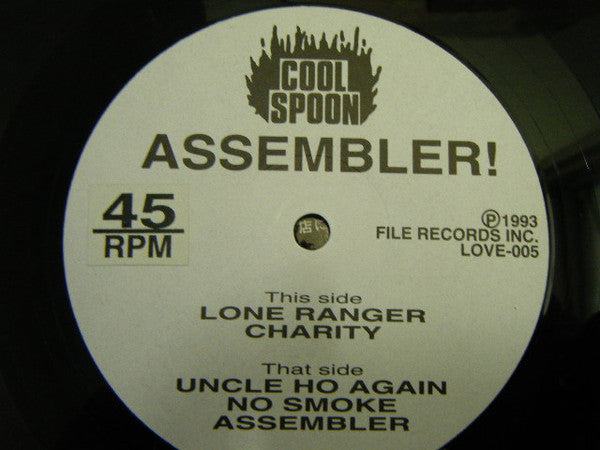 COOL
SPOON
ASSEMBLER!
45
RPM
Ⓟ1993
FILE RECORDS INC.
LOVE-005
This side
LONE RANGER
CHARITY
That side
UNCLE HO AGAIN
NO SMOKE
ASSEMBLER